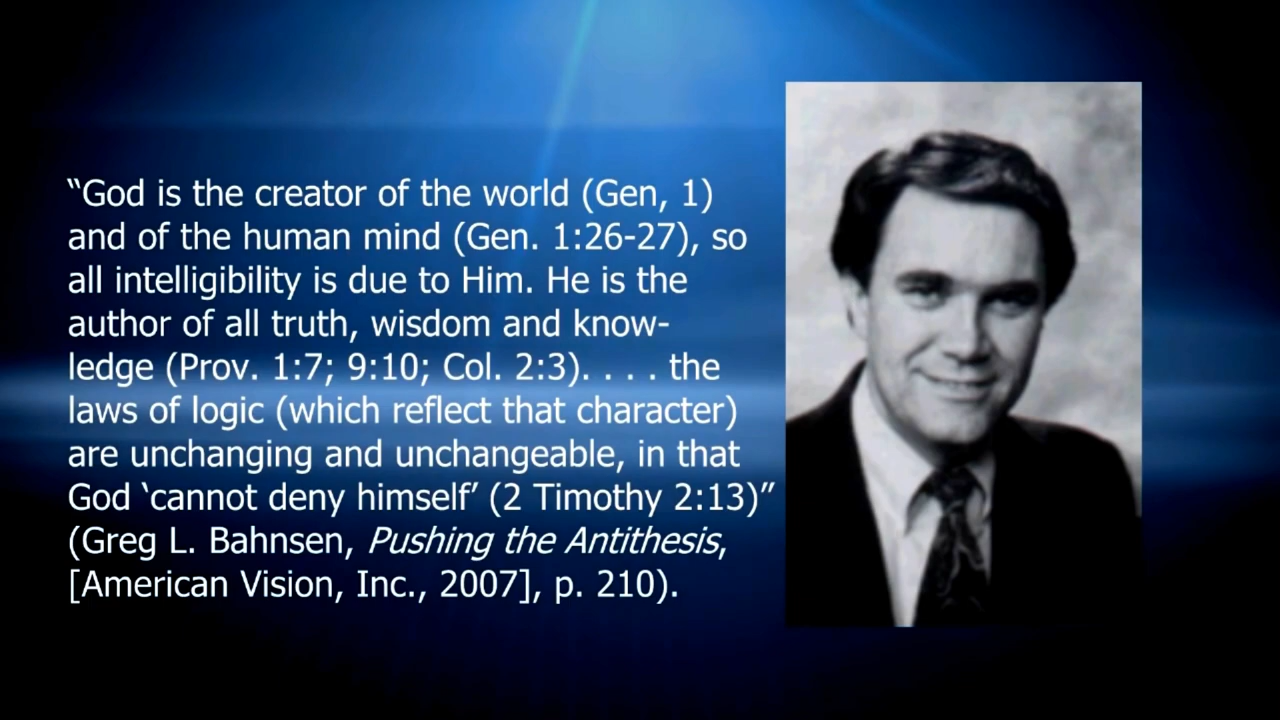 “God is the creator of the world (Gen, 1)
and of the human mind (Gen. 1:26-27), so
all intelligibility is due to Him. He is the
author of all truth, wisdom and know-
ledge (Prov. 1:7; 9:10; Col. 2:3). . . . the
laws of logic (which reflect that character)
are unchanging and unchangeable, in that
God ‘cannot deny himself’ (2 Timothy 2:13)”
(Greg L. Bahnsen, Pushing the Antithesis,
[American Vision, Inc., 2007], p. 210).